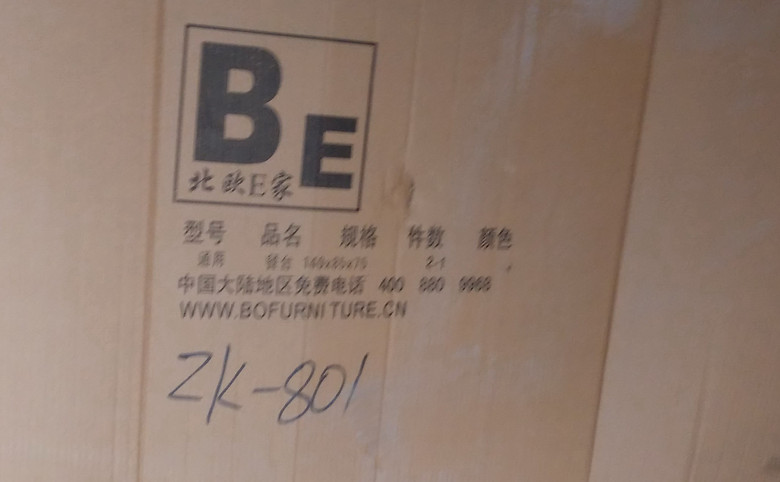 BE
北欧E家
型号 品名 规格 件数 颜色
通用 餐台 140x85x75 2-1
中国大陆地区免费电话 400 880 9968
WWW.BOFURNITURE.CN
ZK-801